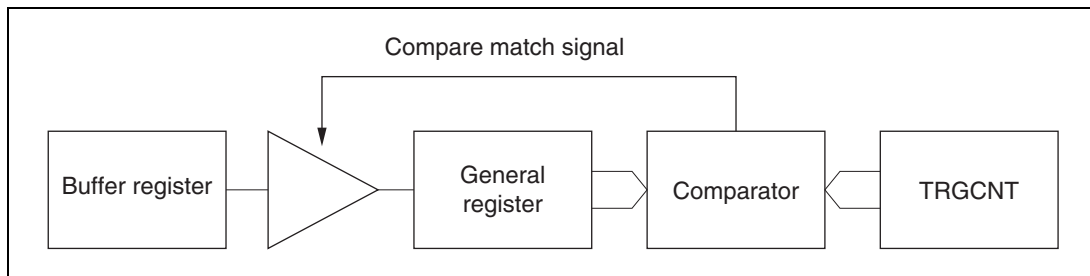 Compare match signal
Buffer register
General
register
Comparator
TRGCNT